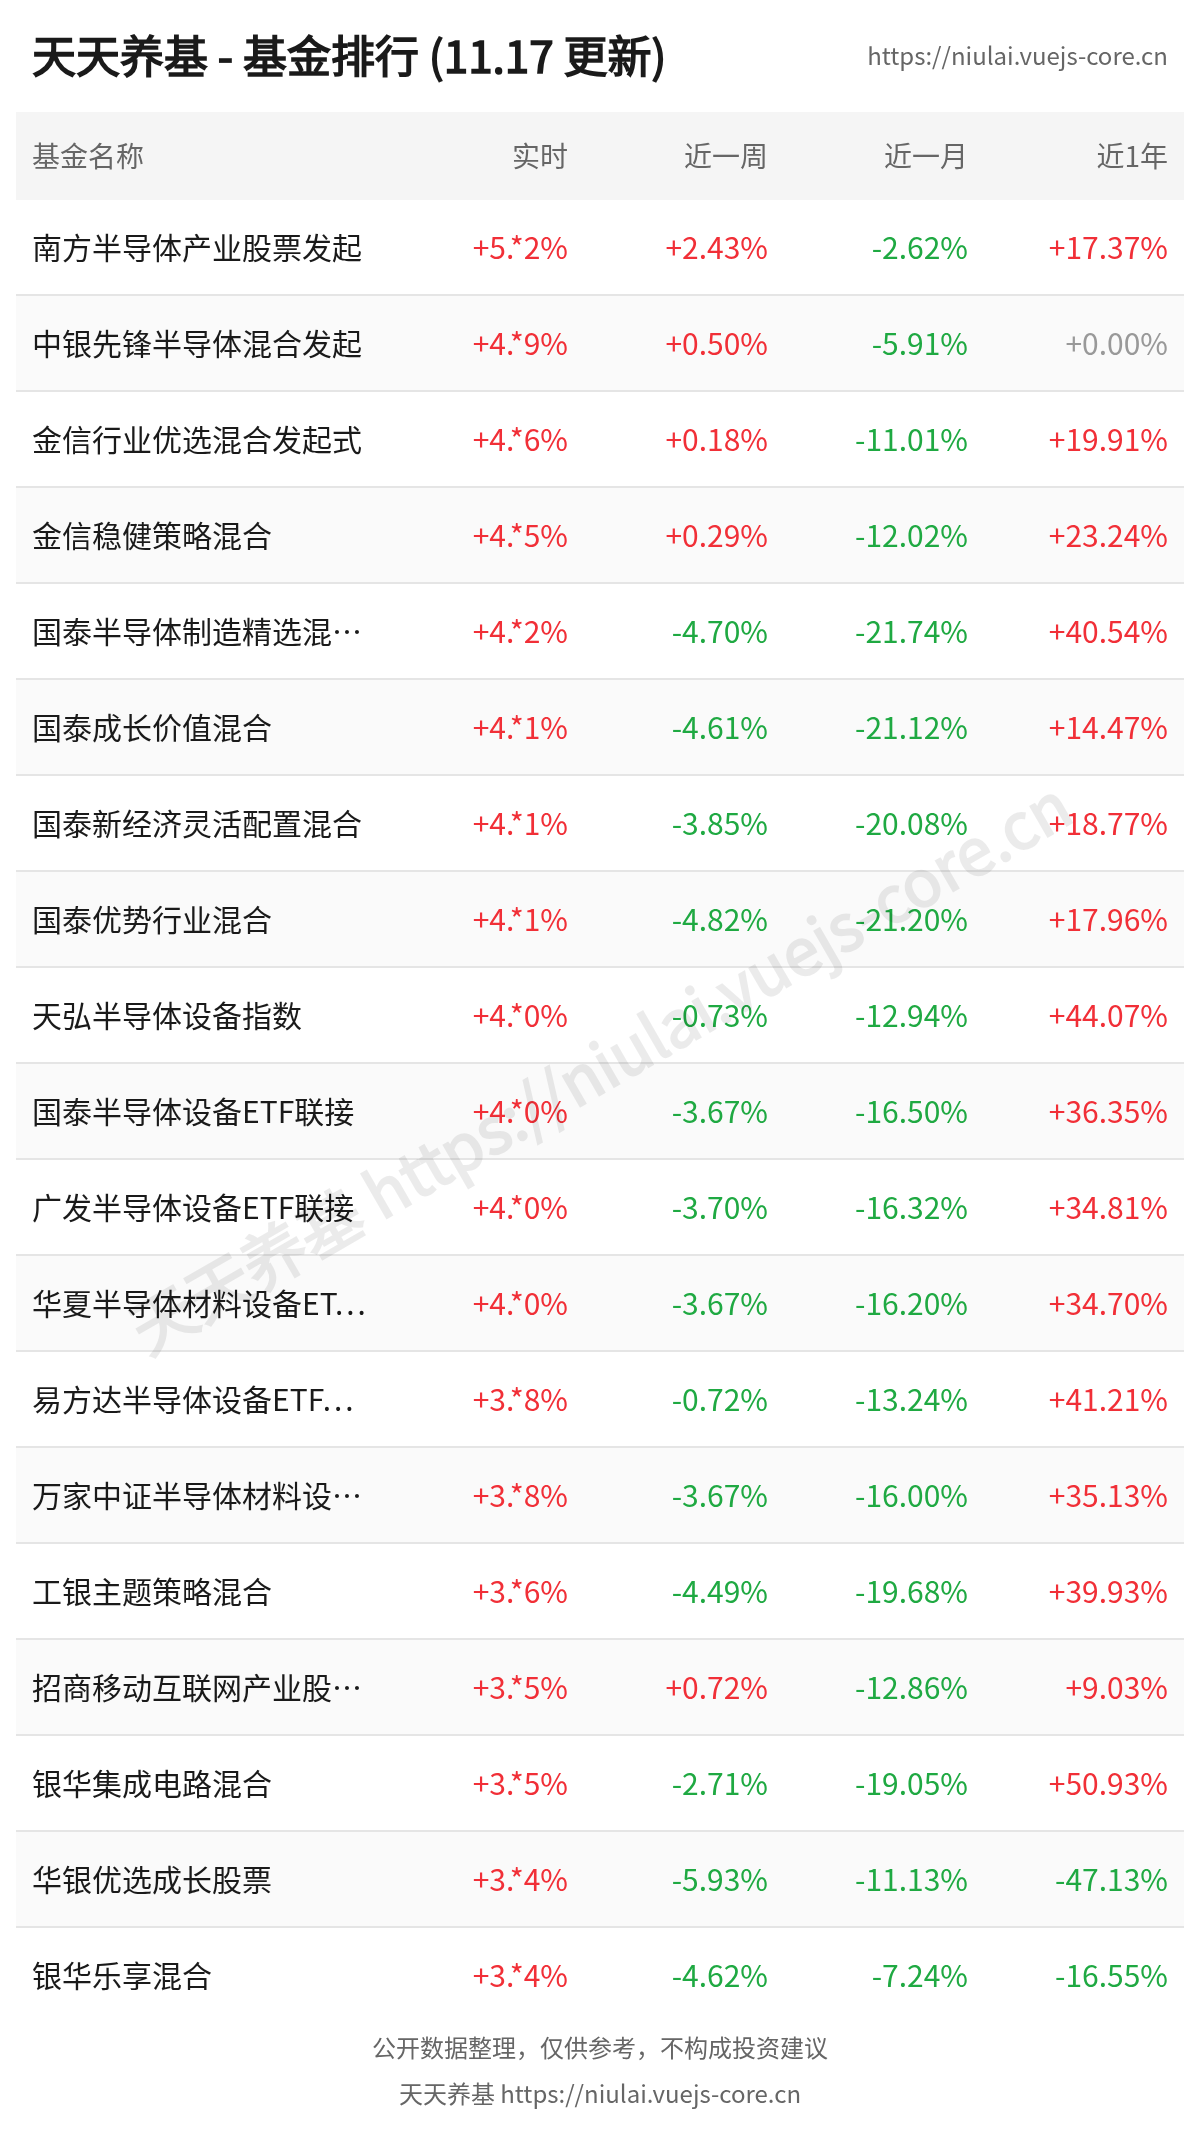 天天养基 - 基金排行 (11.17 更新) https://niulai.vuejs-core.cn
基金名称 实时 近一周 近一月 近1年
南方半导体产业股票发起 +5.*2% +2.43% -2.62% +17.37%
中银先锋半导体混合发起 +4.*9% +0.50% -5.91% +0.00%
金信行业优选混合发起式 +4.*6% +0.18% -11.01% +19.91%
金信稳健策略混合 +4.*5% +0.29% -12.02% +23.24%
国泰半导体制造精选混… +4.*2% -4.70% -21.74% +40.54%
国泰成长价值混合 +4.*1% -4.61% -21.12% +14.47%
国泰新经济灵活配置混合 +4.*1% -3.85% -20.08% +18.77%
国泰优势行业混合 +4.*1% -4.82% -21.20% +17.96%
天弘半导体设备指数 +4.*0% -0.73% -12.94% +44.07%
国泰半导体设备ETF联接 +4.*0% -3.67% -16.50% +36.35%
广发半导体设备ETF联接 +4.*0% -3.70% -16.32% +34.81%
华夏半导体材料设备ET... +4.*0% -3.67% -16.20% +34.70%
易方达半导体设备ETF... +3.*8% -0.72% -13.24% +41.21%
万家中证半导体材料设… +3.*8% -3.67% -16.00% +35.13%
工银主题策略混合 +3.*6% -4.49% -19.68% +39.93%
招商移动互联网产业股… +3.*5% +0.72% -12.86% +9.03%
银华集成电路混合 +3.*5% -2.71% -19.05% +50.93%
华银优选成长股票 +3.*4% -5.93% -11.13% -47.13%
银华乐享混合 +3.*4% -4.62% -7.24% -16.55%
天天养基 https://niulai.vuejs-core.cn
公开数据整理，仅供参考，不构成投资建议
天天养基 https://niulai.vuejs-core.cn